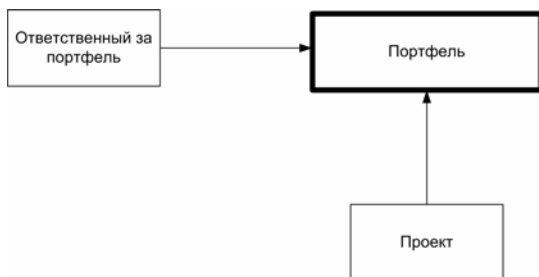 Ответственный за
портфель
Портфель
Проект